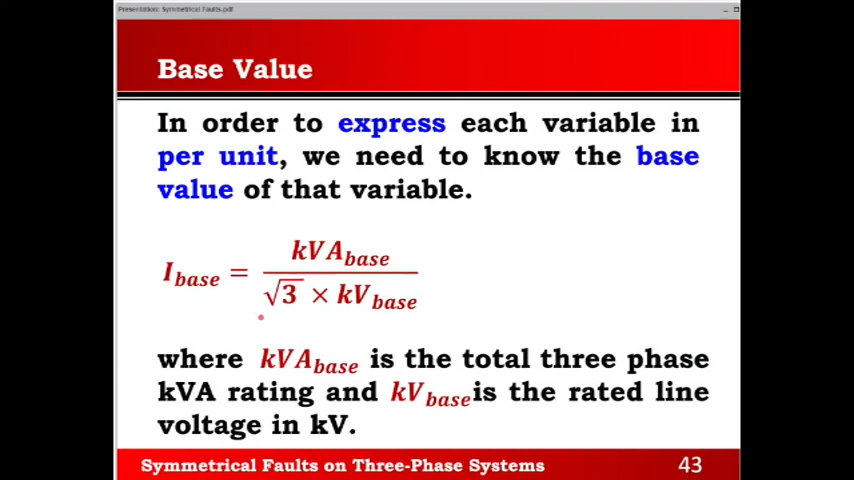 Presentation: Symmetrical Faults.pdf
Base Value
In order to express each variable in
per unit, we need to know the base
value of that variable.
I_base = kVA_base / (√3 × kV_base)
where kVA_base is the total three phase
kVA rating and kV_base is the rated line
voltage in kV.
Symmetrical Faults on Three-Phase Systems 43